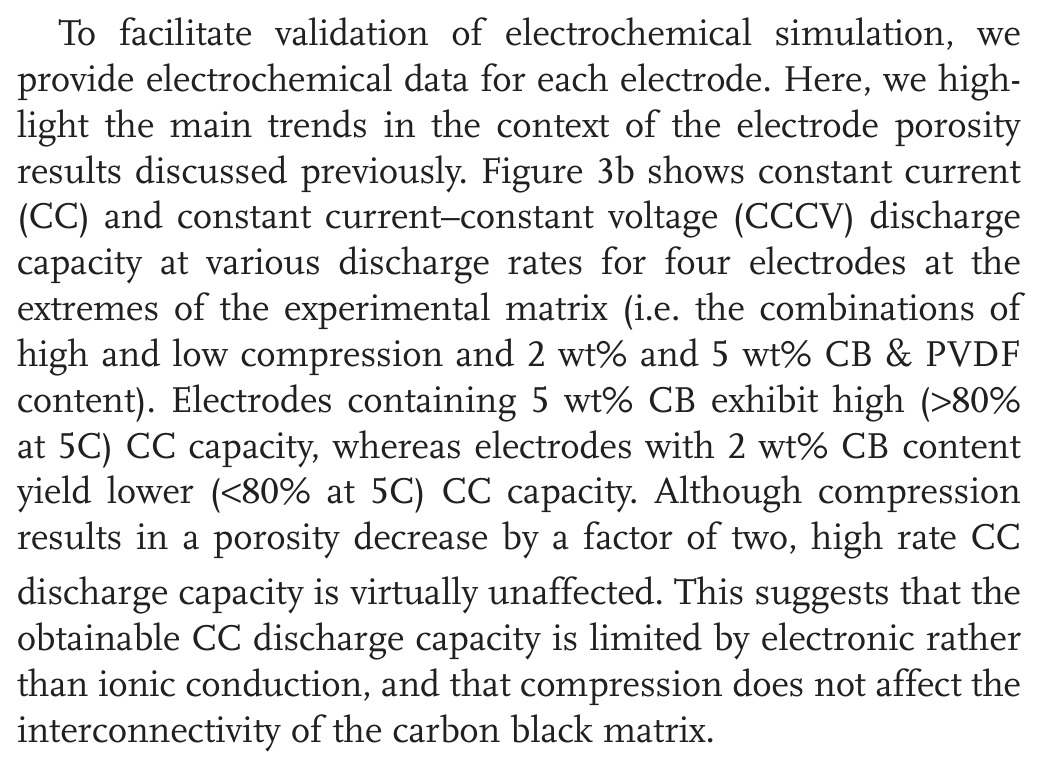 To facilitate validation of electrochemical simulation, we
provide electrochemical data for each electrode. Here, we high-
light the main trends in the context of the electrode porosity
results discussed previously. Figure 3b shows constant current
(CC) and constant current–constant voltage (CCCV) discharge
capacity at various discharge rates for four electrodes at the
extremes of the experimental matrix (i.e. the combinations of
high and low compression and 2 wt% and 5 wt% CB & PVDF
content). Electrodes containing 5 wt% CB exhibit high (>80%
at 5C) CC capacity, whereas electrodes with 2 wt% CB content
yield lower (<80% at 5C) CC capacity. Although compression
results in a porosity decrease by a factor of two, high rate CC
discharge capacity is virtually unaffected. This suggests that the
obtainable CC discharge capacity is limited by electronic rather
than ionic conduction, and that compression does not affect the
interconnectivity of the carbon black matrix.